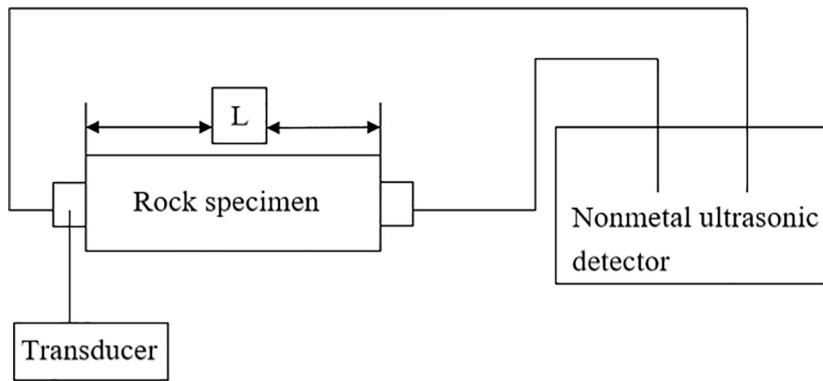 L
Rock specimen
Nonmetal ultrasonic
detector
Transducer